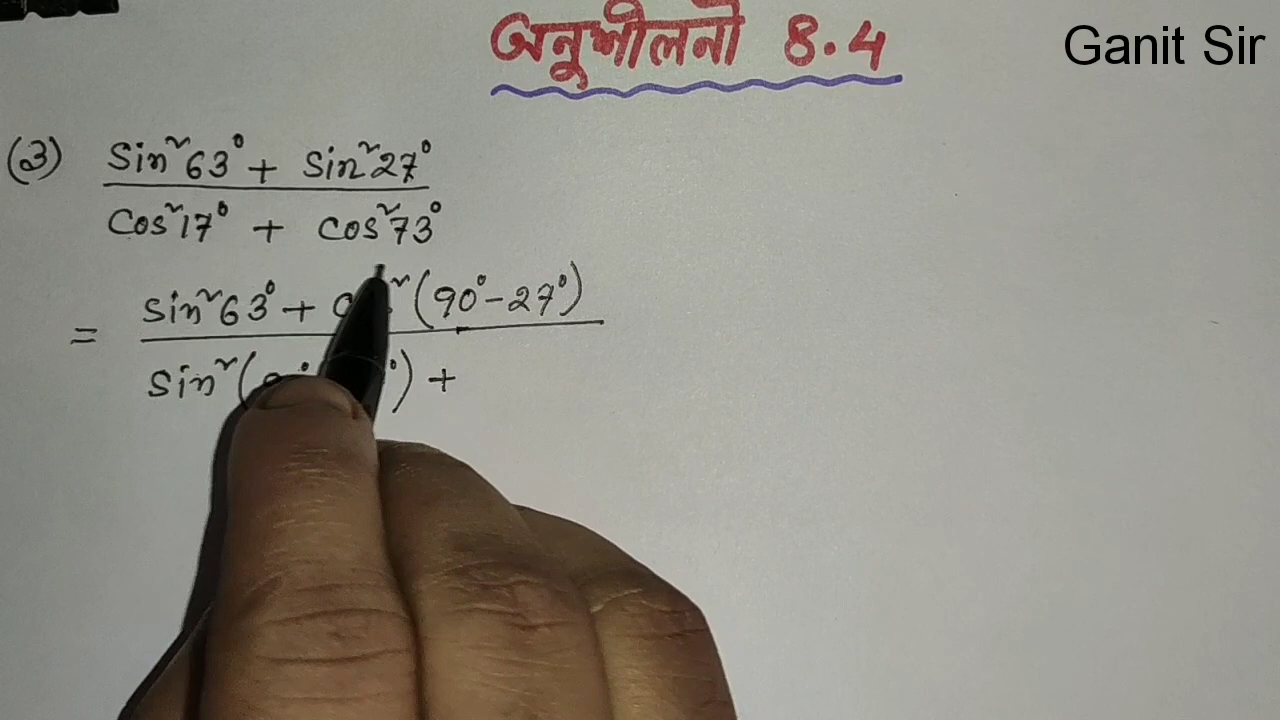 অনুশীলনী 8.4
Ganit Sir
(3) Sin²63° + Sin²27°
Cos²17° + Cos²73°
= Sin²63° + (90° - 27°)
Sin²( °) +